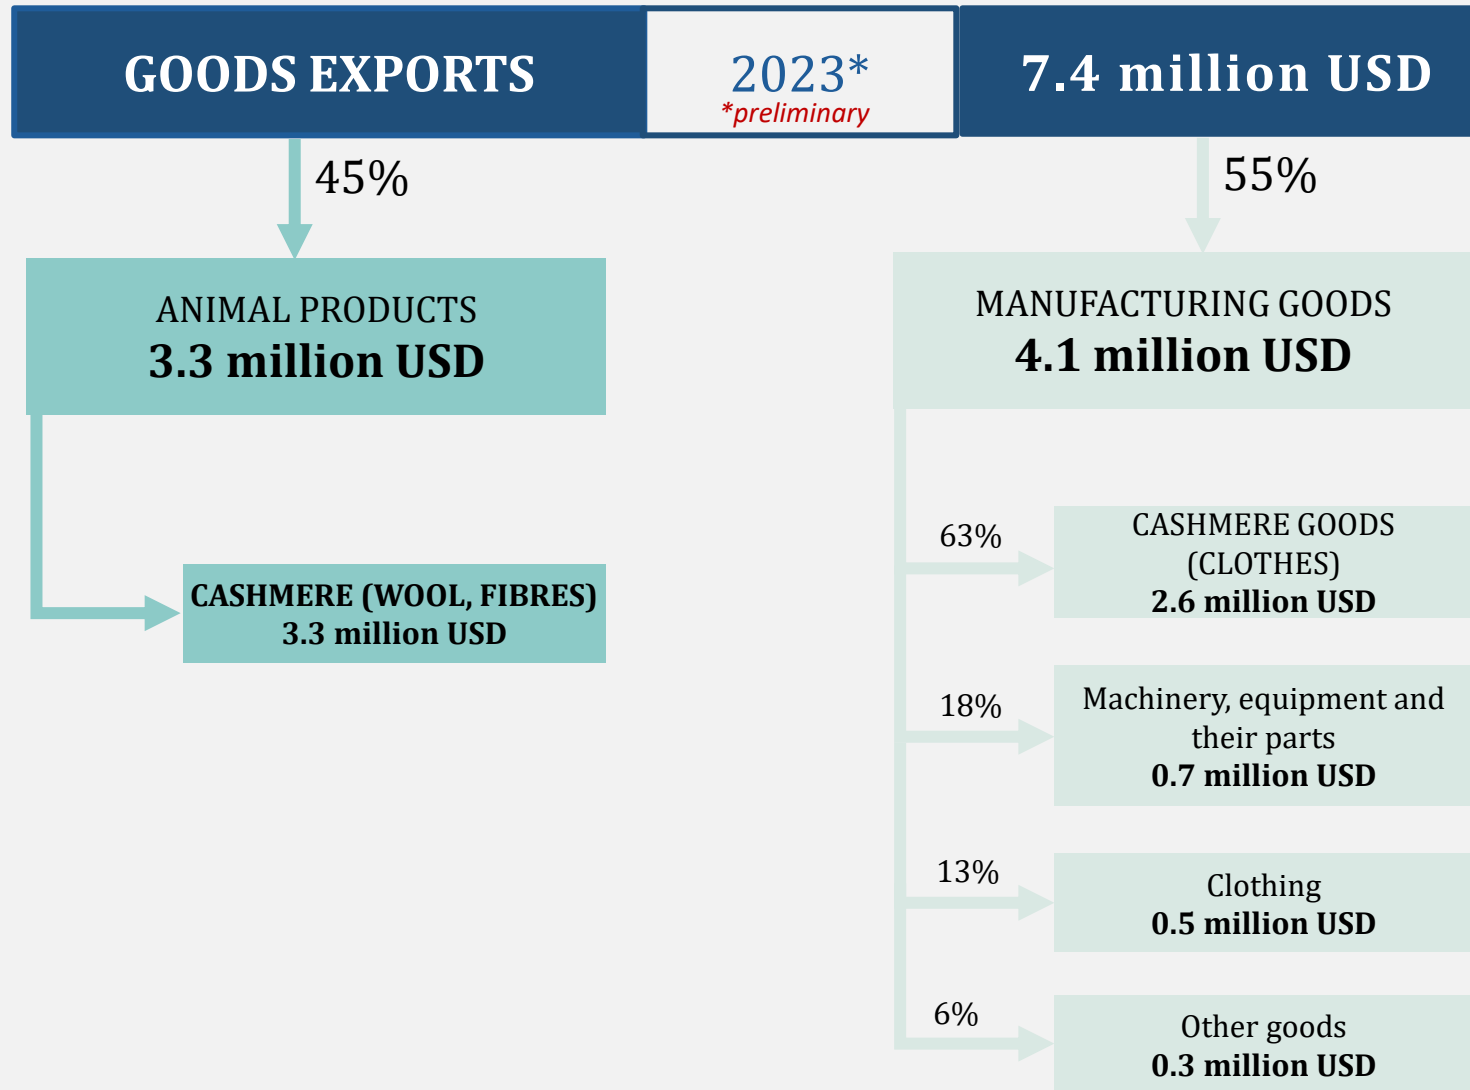 GOODS EXPORTS
2023*
*preliminary
7.4 million USD
45%
55%
ANIMAL PRODUCTS
3.3 million USD
MANUFACTURING GOODS
4.1 million USD
CASHMERE (WOOL, FIBRES)
3.3 million USD
63%
CASHMERE GOODS
(CLOTHES)
2.6 million USD
18%
Machinery, equipment and
their parts
0.7 million USD
13%
Clothing
0.5 million USD
6%
Other goods
0.3 million USD